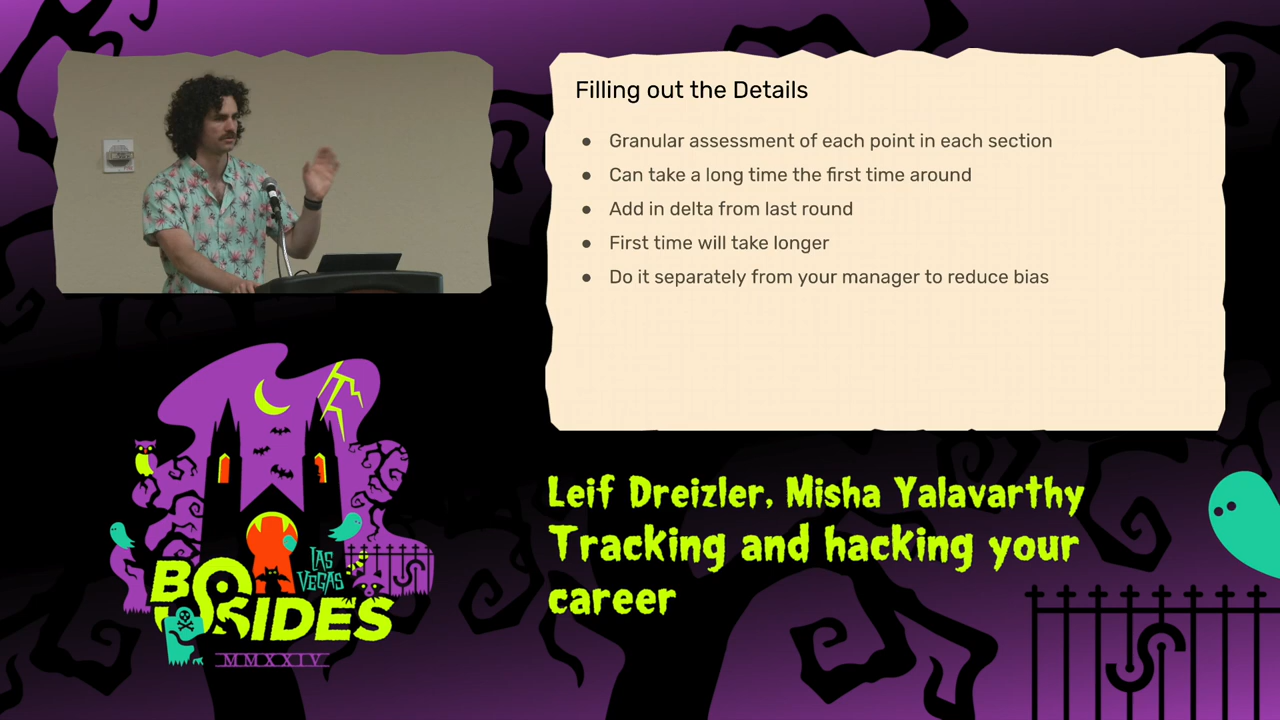 Filling out the Details
Granular assessment of each point in each section
Can take a long time the first time around
Add in delta from last round
First time will take longer
Do it separately from your manager to reduce bias
Leif Dreizler, Misha Yalavarthy
Tracking and hacking your
career
LAS
VEGAS
BSIDES
MMXXIV